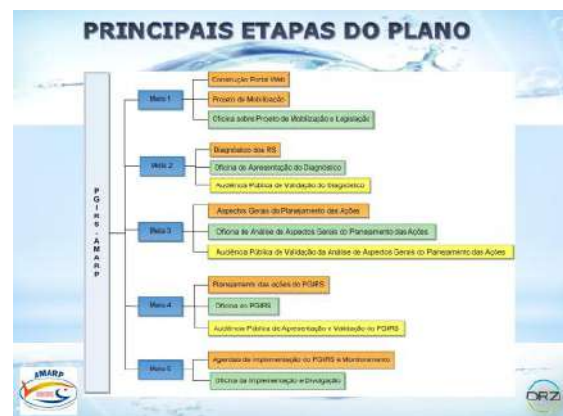 PRINCIPAIS ETAPAS DO PLANO
PGIRS - AMARP
Meta 1
Construção Portal Web
Projeto de Mobilização
Oficina sobre Projeto de Mobilização e Legislação
Meta 2
Diagnóstico dos RS
Oficina de Apresentação do Diagnóstico
Audiência Pública de Validação do Diagnóstico
Meta 3
Aspectos Gerais do Planejamento das Ações
Oficina de Análise de Aspectos Gerais do Planejamento das Ações
Audiência Pública de Validação da Análise de Aspectos Gerais do Planejamento das Ações
Meta 4
Planejamento das ações do PGIRS
Oficina do PGIRS
Audiência Pública de Apresentação e Validação do PGIRS
Meta 5
Agendas de Implementação do PGIRS e Monitoramento
Oficina da Implementação e Divulgação
AMARP
DRZ